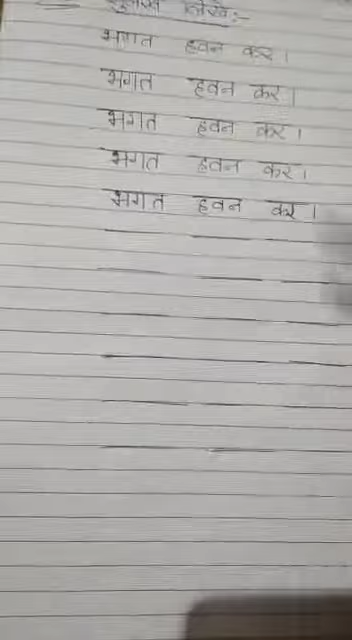 सुलेख लिखे:-
भगत हवन कर।
भगत हवन कर।
भगत हवन कर।
भगत हवन कर।
भगत हवन कर।